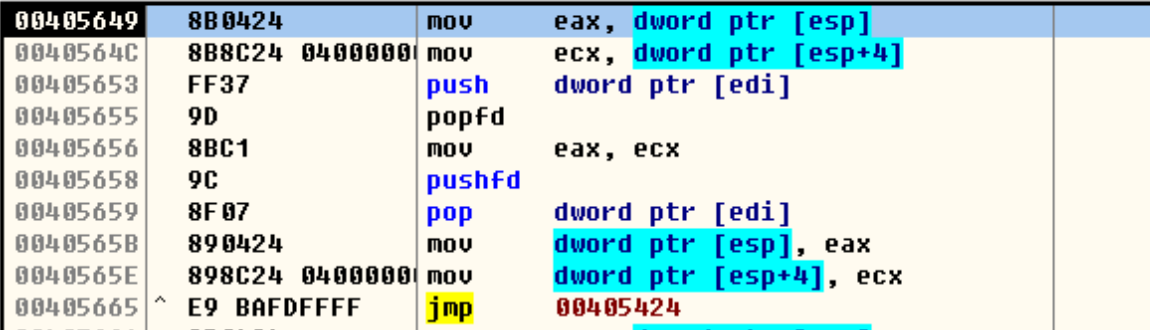 00405649 8B0424 mov eax, dword ptr [esp]
0040564C 8B8C24 0400000 mov ecx, dword ptr [esp+4]
00405653 FF37 push dword ptr [edi]
00405655 9D popfd
00405656 8BC1 mov eax, ecx
00405658 9C pushfd
00405659 8F07 pop dword ptr [edi]
0040565B 890424 mov dword ptr [esp], eax
0040565E 898C24 0400000 mov dword ptr [esp+4], ecx
00405665 ^ E9 BAFDFFFF jmp 00405424